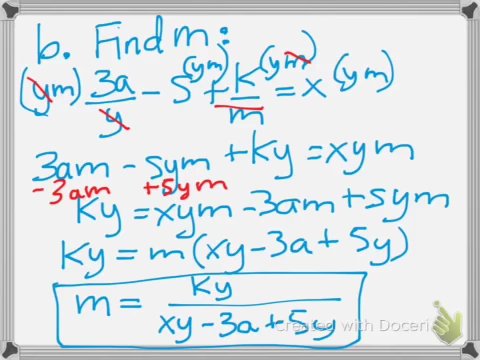 b. Find m:
(ym) 3a/y - 5(ym) + k/m (ym) = x(ym)
3am - 5ym + Ky = xym
-3am +5ym
Ky = xym - 3am + 5ym
Ky = m(xy - 3a + 5y)
m = Ky / xy - 3a + 5y
Created with Doceri